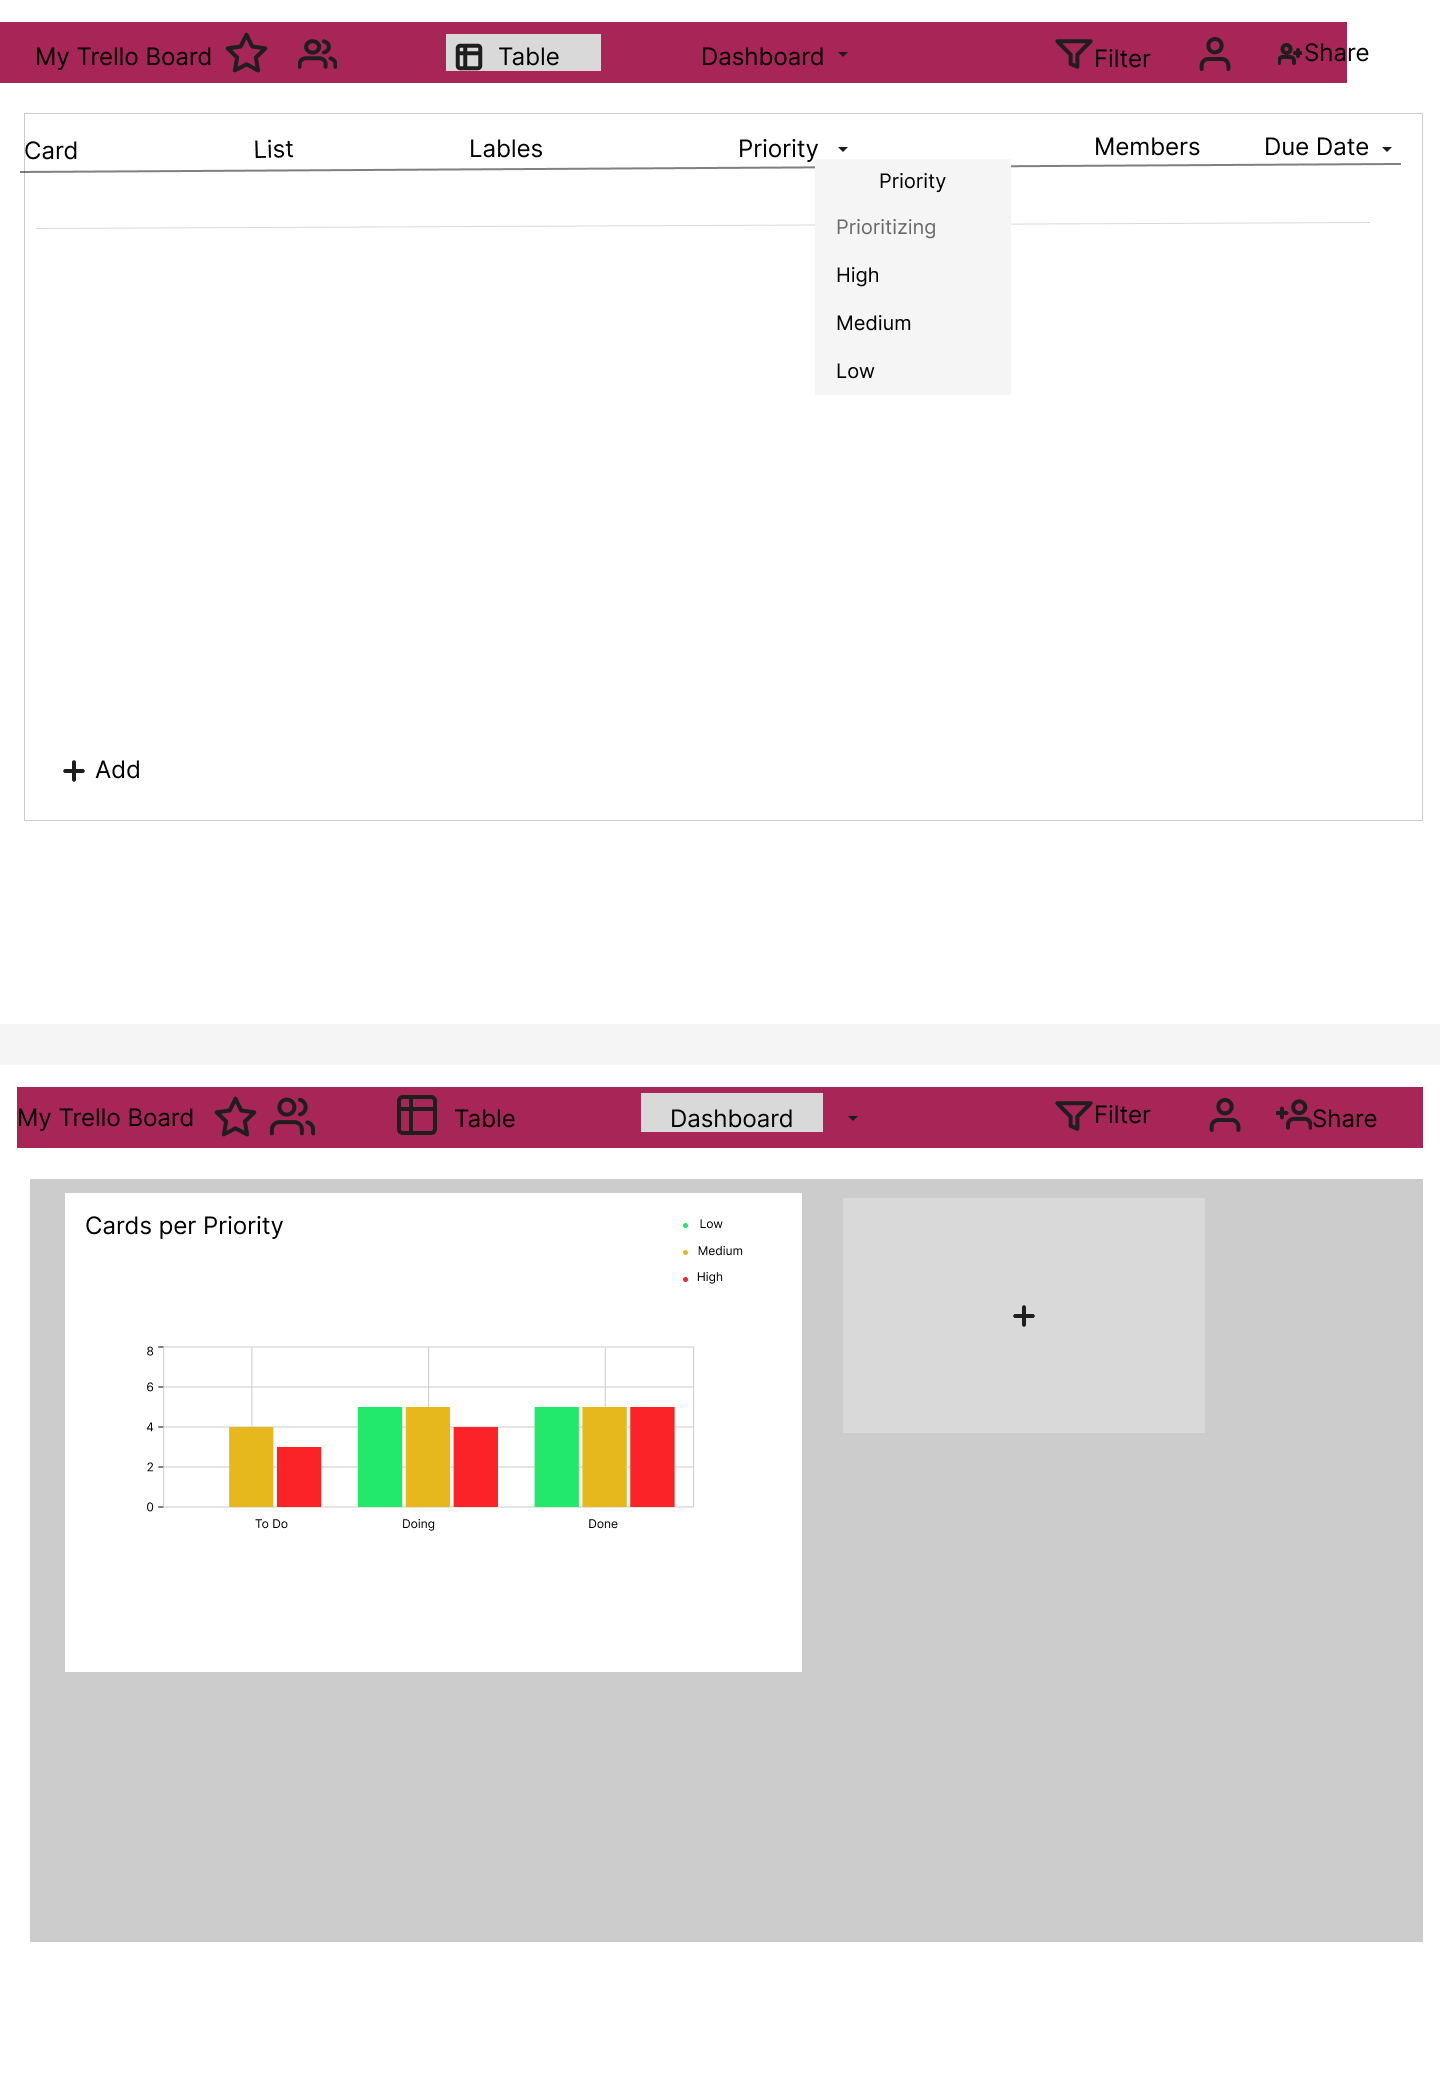 My Trello Board Table Dashboard Filter Share
Card List Lables Priority Members Due Date
Priority
Prioritizing
High
Medium
Low
Add
My Trello Board Table Dashboard Filter Share
Cards per Priority
Low
Medium
High
8
6
4
2
0
To Do Doing Done